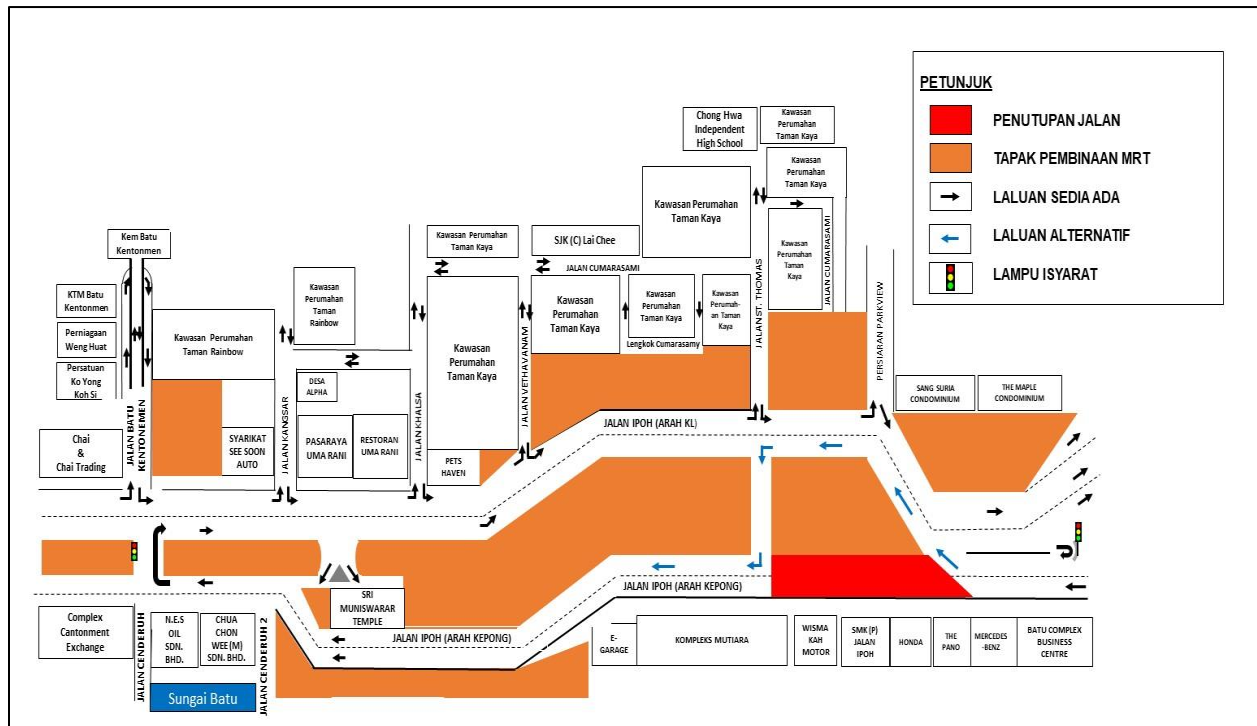 PETUNJUK
PENUTUPAN JALAN
TAPAK PEMBINAAN MRT
LALUAN SEDIA ADA
LALUAN ALTERNATIF
LAMPU ISYARAT
Chong Hwa
Independent
High School
Kawasan
Perumahan
Taman Kaya
Kawasan
Perumahan
Taman Kaya
Kawasan Perumahan
Taman Kaya
Kawasan
Perumahan
Taman
Kaya
JALAN CUMARASAMI
JALAN ST. THOMAS
PERSIARAN PARKVIEW
Kem Batu
Kentonmen
KTM Batu
Kentonmen
Perniagaan
Weng Huat
Persatuan
Ko Yong
Koh Si
Chai
&
Chai Trading
JALAN BATU
KENTONEMEN
Kawasan Perumahan
Taman Rainbow
SYARIKAT
SEE SOON
AUTO
JALAN KANGSAR
Kawasan
Perumahan
Taman
Rainbow
DESA
ALPHA
PASARAYA
UMA RANI
RESTORAN
UMA RANI
JALAN KHALSA
Kawasan Perumahan
Taman Kaya
Kawasan
Perumahan
Taman Kaya
PETS
HAVEN
JALAN VETHAVANAM
SJK (C) Lai Chee
JALAN CUMARASAMI
Kawasan
Perumahan
Taman Kaya
Kawasan
Perumahan
Taman Kaya
Kawasan
Perumah-
an Taman
Kaya
Lengkok Cumarasamy
SANG SURIA
CONDOMINIUM
THE MAPLE
CONDOMINIUM
JALAN IPOH (ARAH KL)
JALAN IPOH (ARAH KEPONG)
SRI
MUNISWARAR
TEMPLE
JALAN IPOH (ARAH KEPONG)
Complex
Cantonment
Exchange
JALAN CENDERUH
N.E.S
OIL
SDN.
BHD.
CHUA
CHON
WEE (M)
SDN. BHD.
JALAN CENDERUH 2
Sungai Batu
E-
GARAGE
KOMPLEKS MUTIARA
WISMA
KAH
MOTOR
SMK (P)
JALAN
IPOH
HONDA
THE
PANO
MERCEDES
-BENZ
BATU COMPLEX
BUSINESS
CENTRE